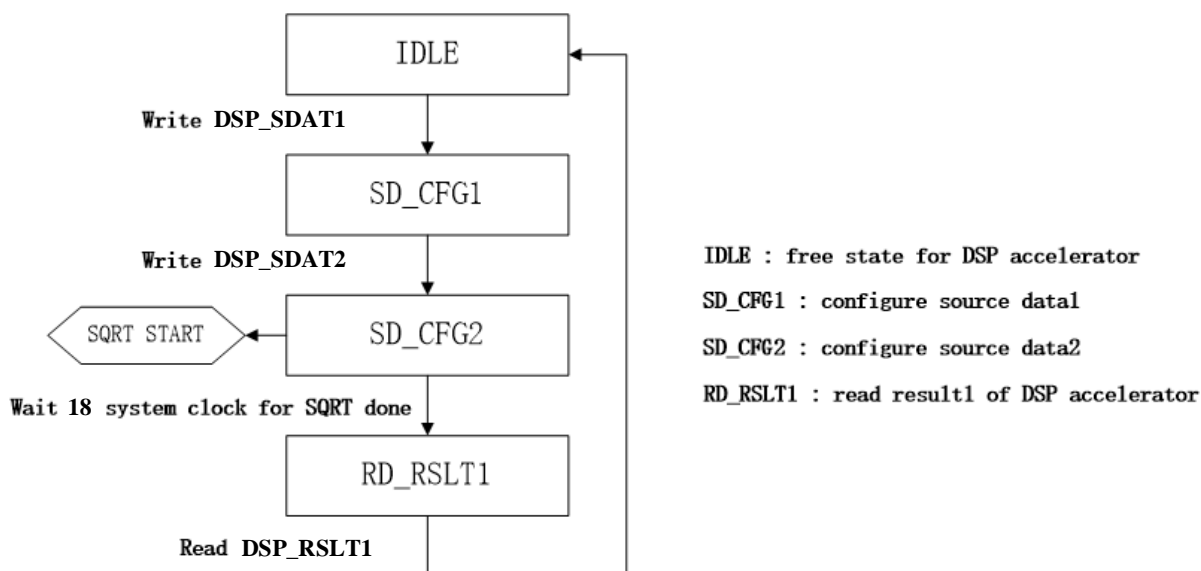 IDLE
Write DSP_SDAT1
SD_CFG1
Write DSP_SDAT2
SQRT START
SD_CFG2
Wait 18 system clock for SQRT done
RD_RSLT1
Read DSP_RSLT1
IDLE : free state for DSP accelerator
SD_CFG1 : configure source data1
SD_CFG2 : configure source data2
RD_RSLT1 : read result1 of DSP accelerator